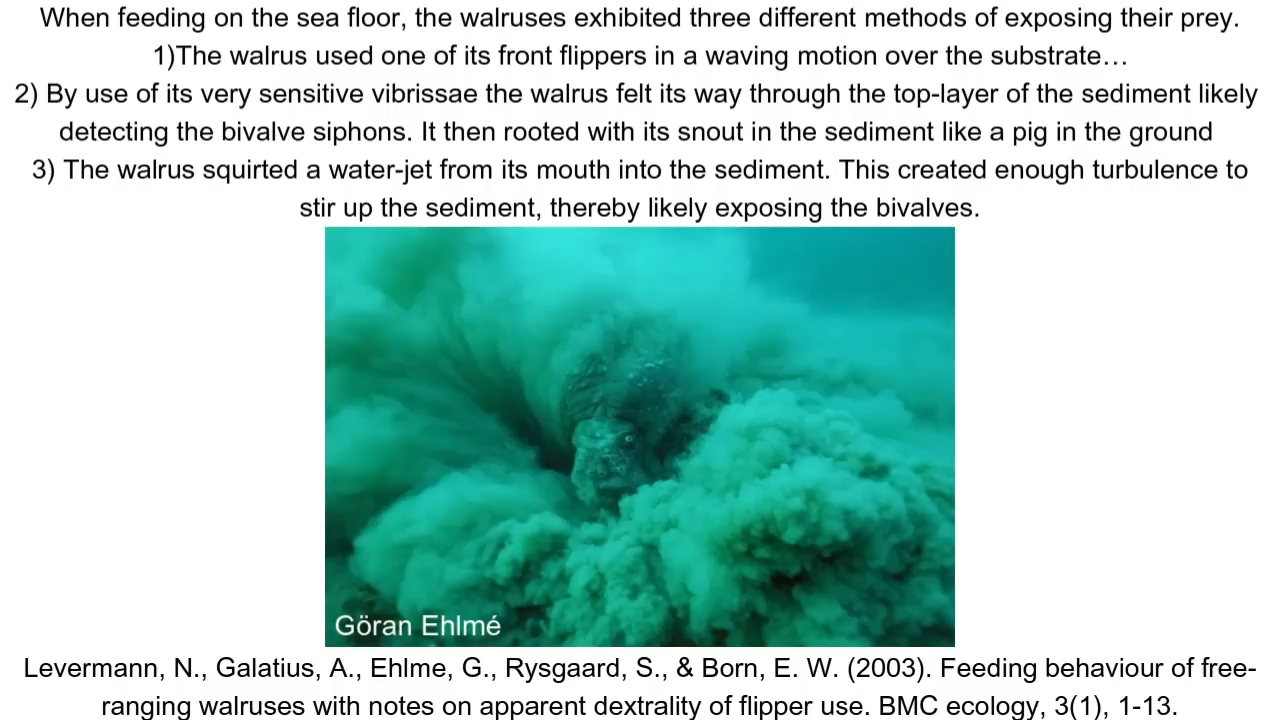 When feeding on the sea floor, the walruses exhibited three different methods of exposing their prey.
1)The walrus used one of its front flippers in a waving motion over the substrate…
2) By use of its very sensitive vibrissae the walrus felt its way through the top-layer of the sediment likely
detecting the bivalve siphons. It then rooted with its snout in the sediment like a pig in the ground
3) The walrus squirted a water-jet from its mouth into the sediment. This created enough turbulence to
stir up the sediment, thereby likely exposing the bivalves.
Göran Ehlmé
Levermann, N., Galatius, A., Ehlme, G., Rysgaard, S., & Born, E. W. (2003). Feeding behaviour of free-
ranging walruses with notes on apparent dextrality of flipper use. BMC ecology, 3(1), 1-13.